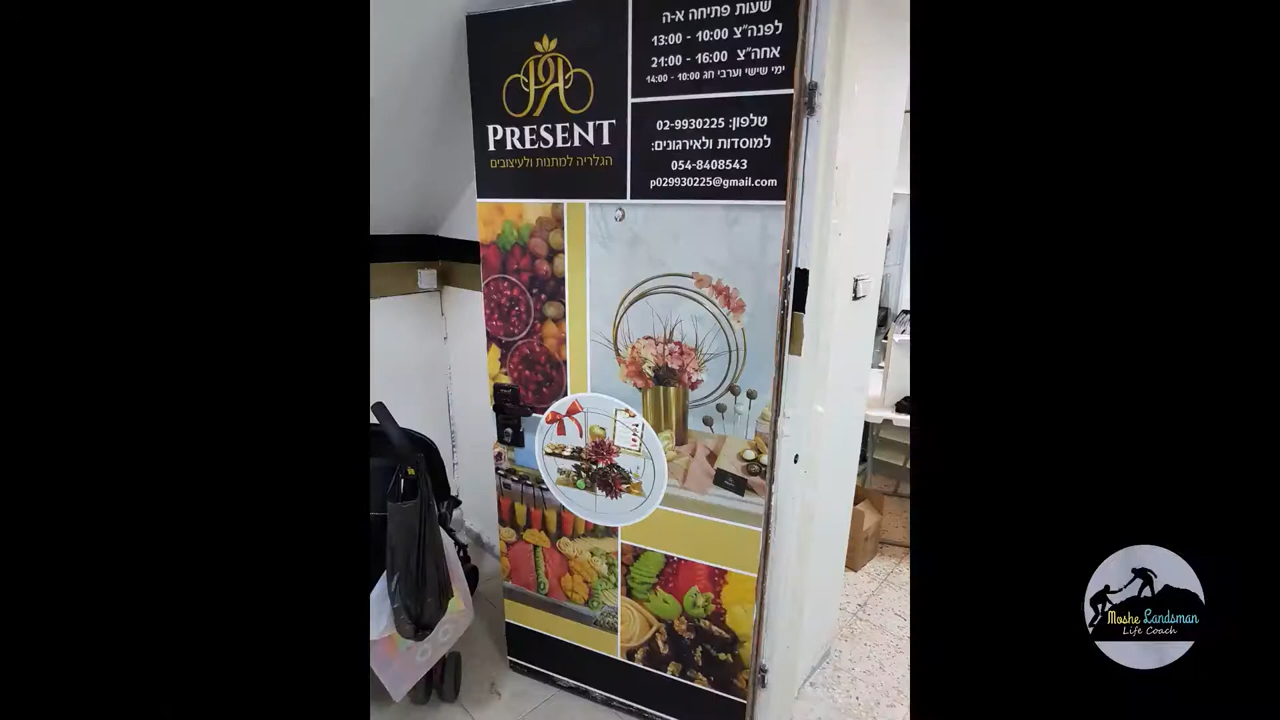 PRESENT
הגלריה למתנות ולעיצובים
שעות פתיחה א-ה
לפנה"צ 10:00 - 13:00
אחה"צ 16:00 - 21:00
ימי שישי וערבי חג 10:00 - 14:00
טלפון: 02-9930225
למוסדות ולאירגונים:
054-8408543
p029930225@gmail.com
Moshe Landsman
Life Coach